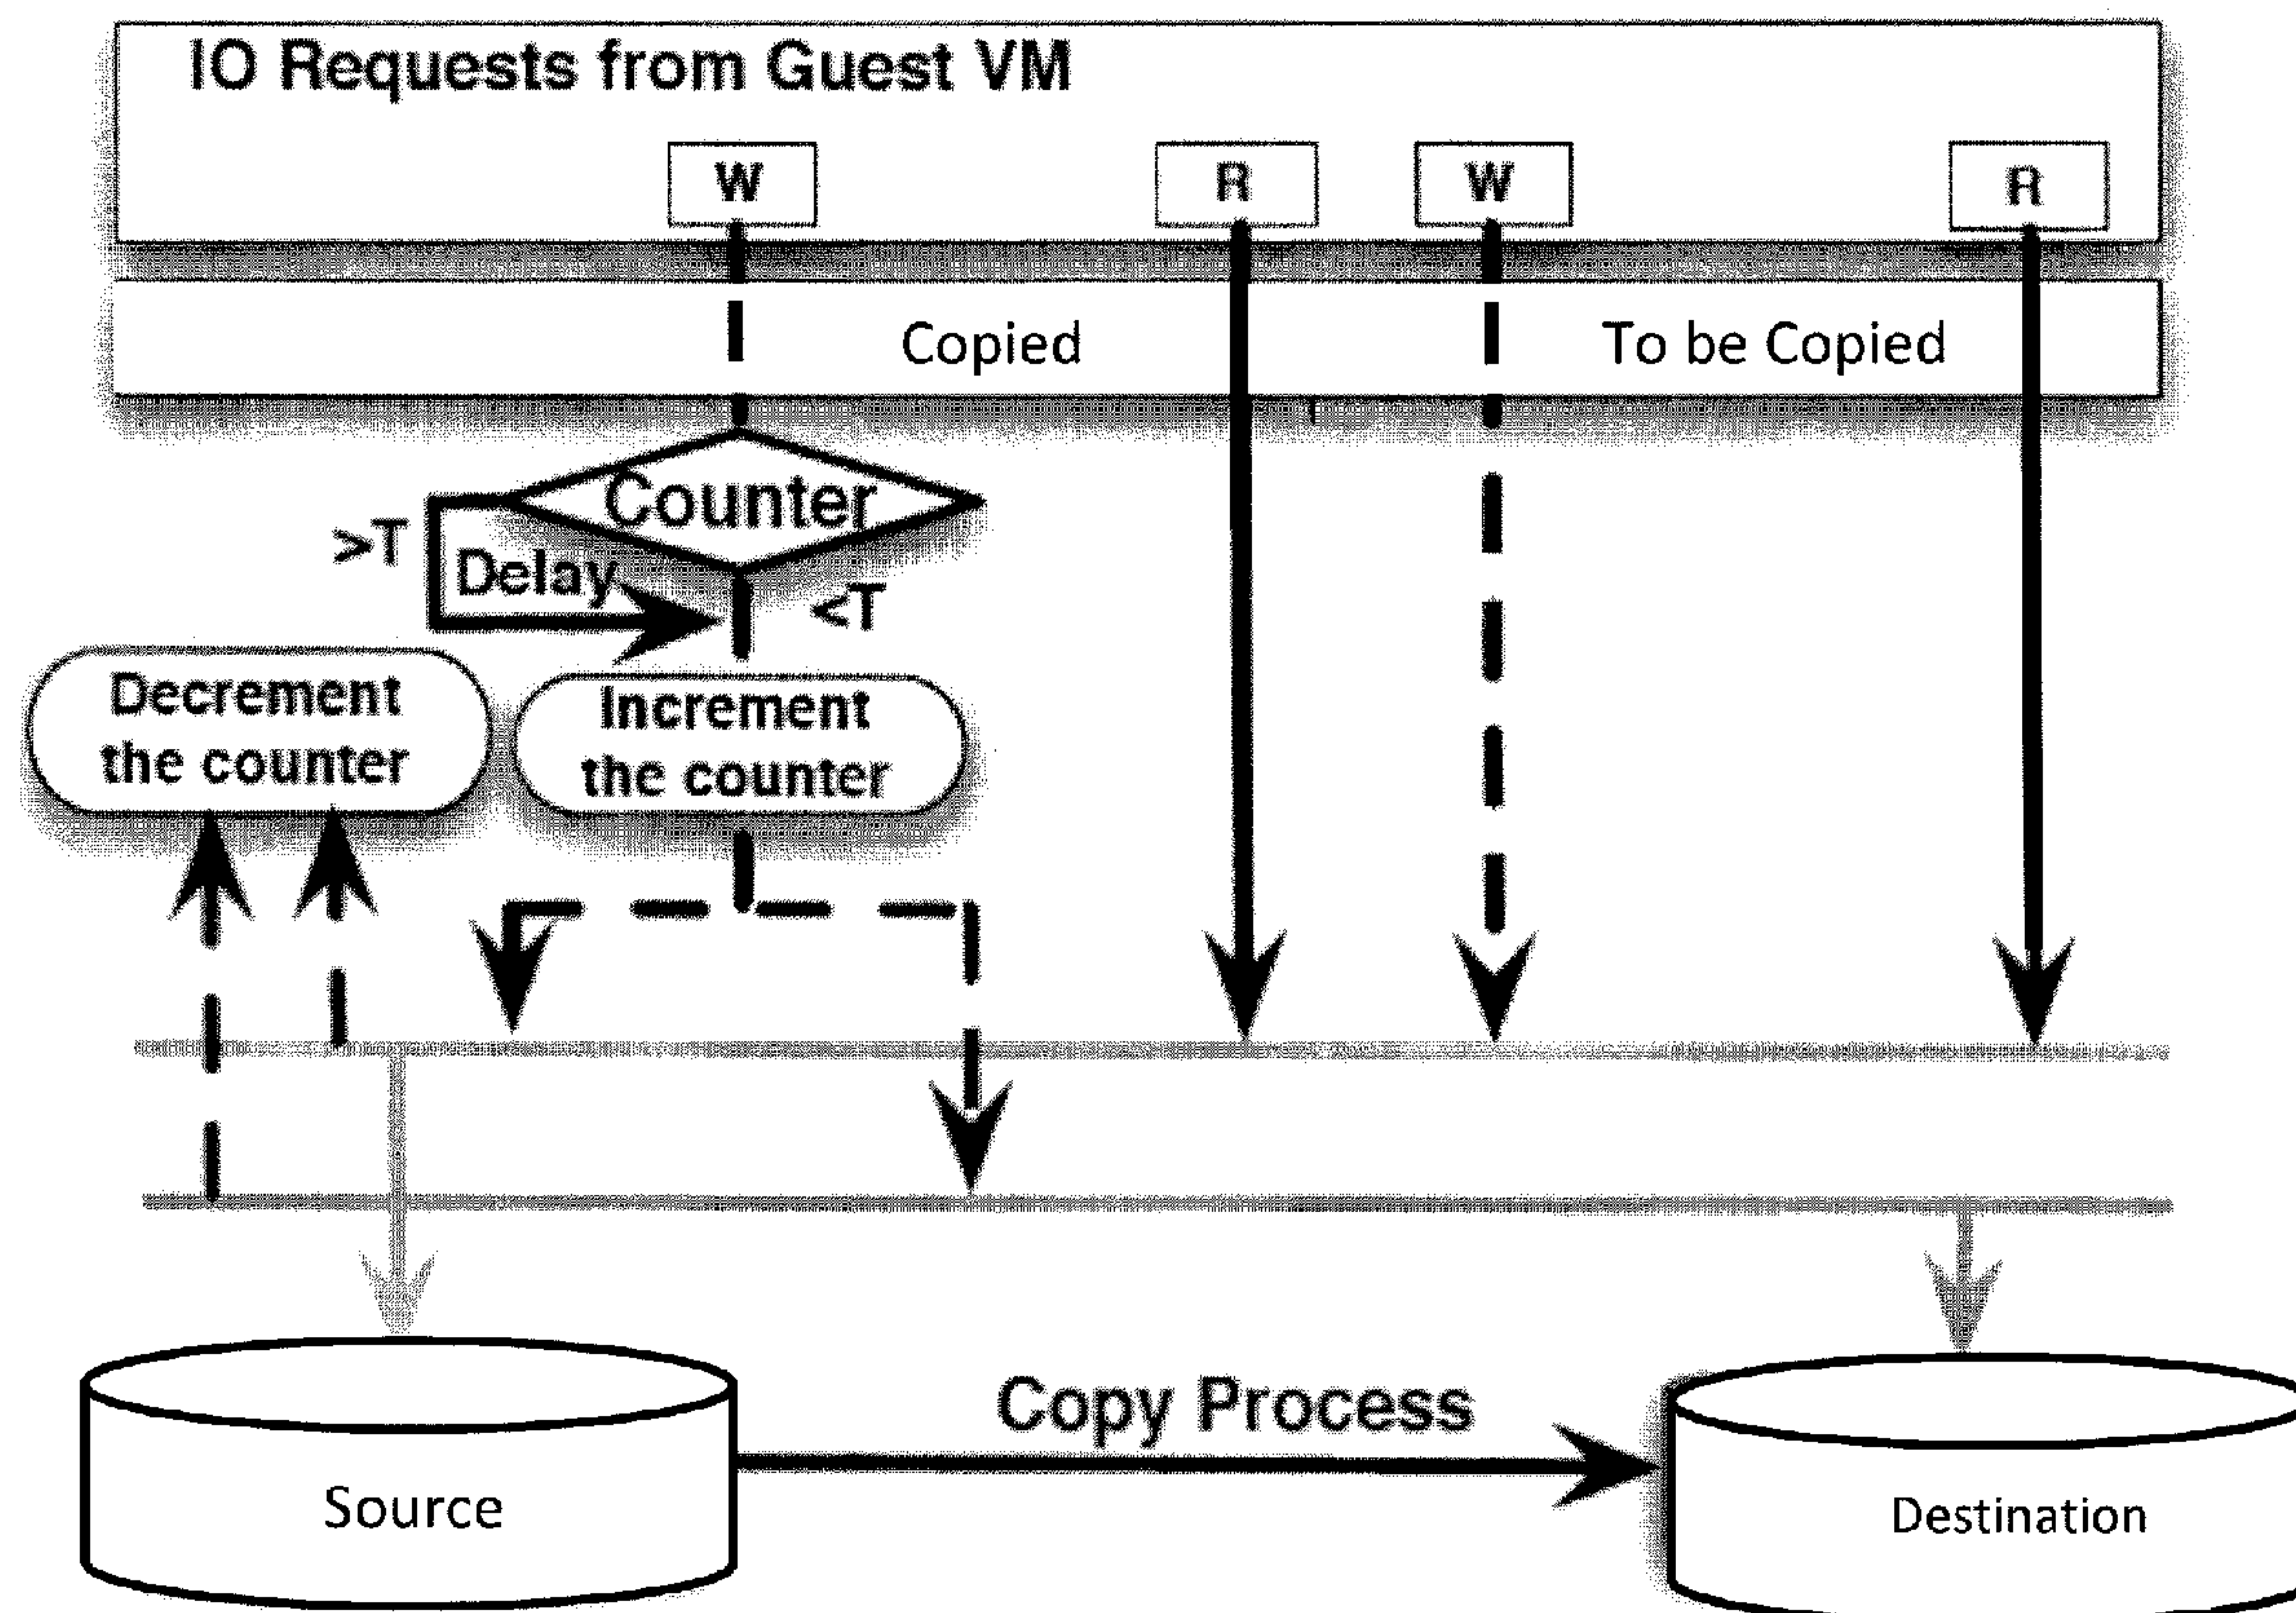 IO Requests from Guest VM
W
R
W
R
Copied
To be Copied
Counter
>T
Delay
<T
Decrement
the counter
Increment
the counter
Copy Process
Source
Destination